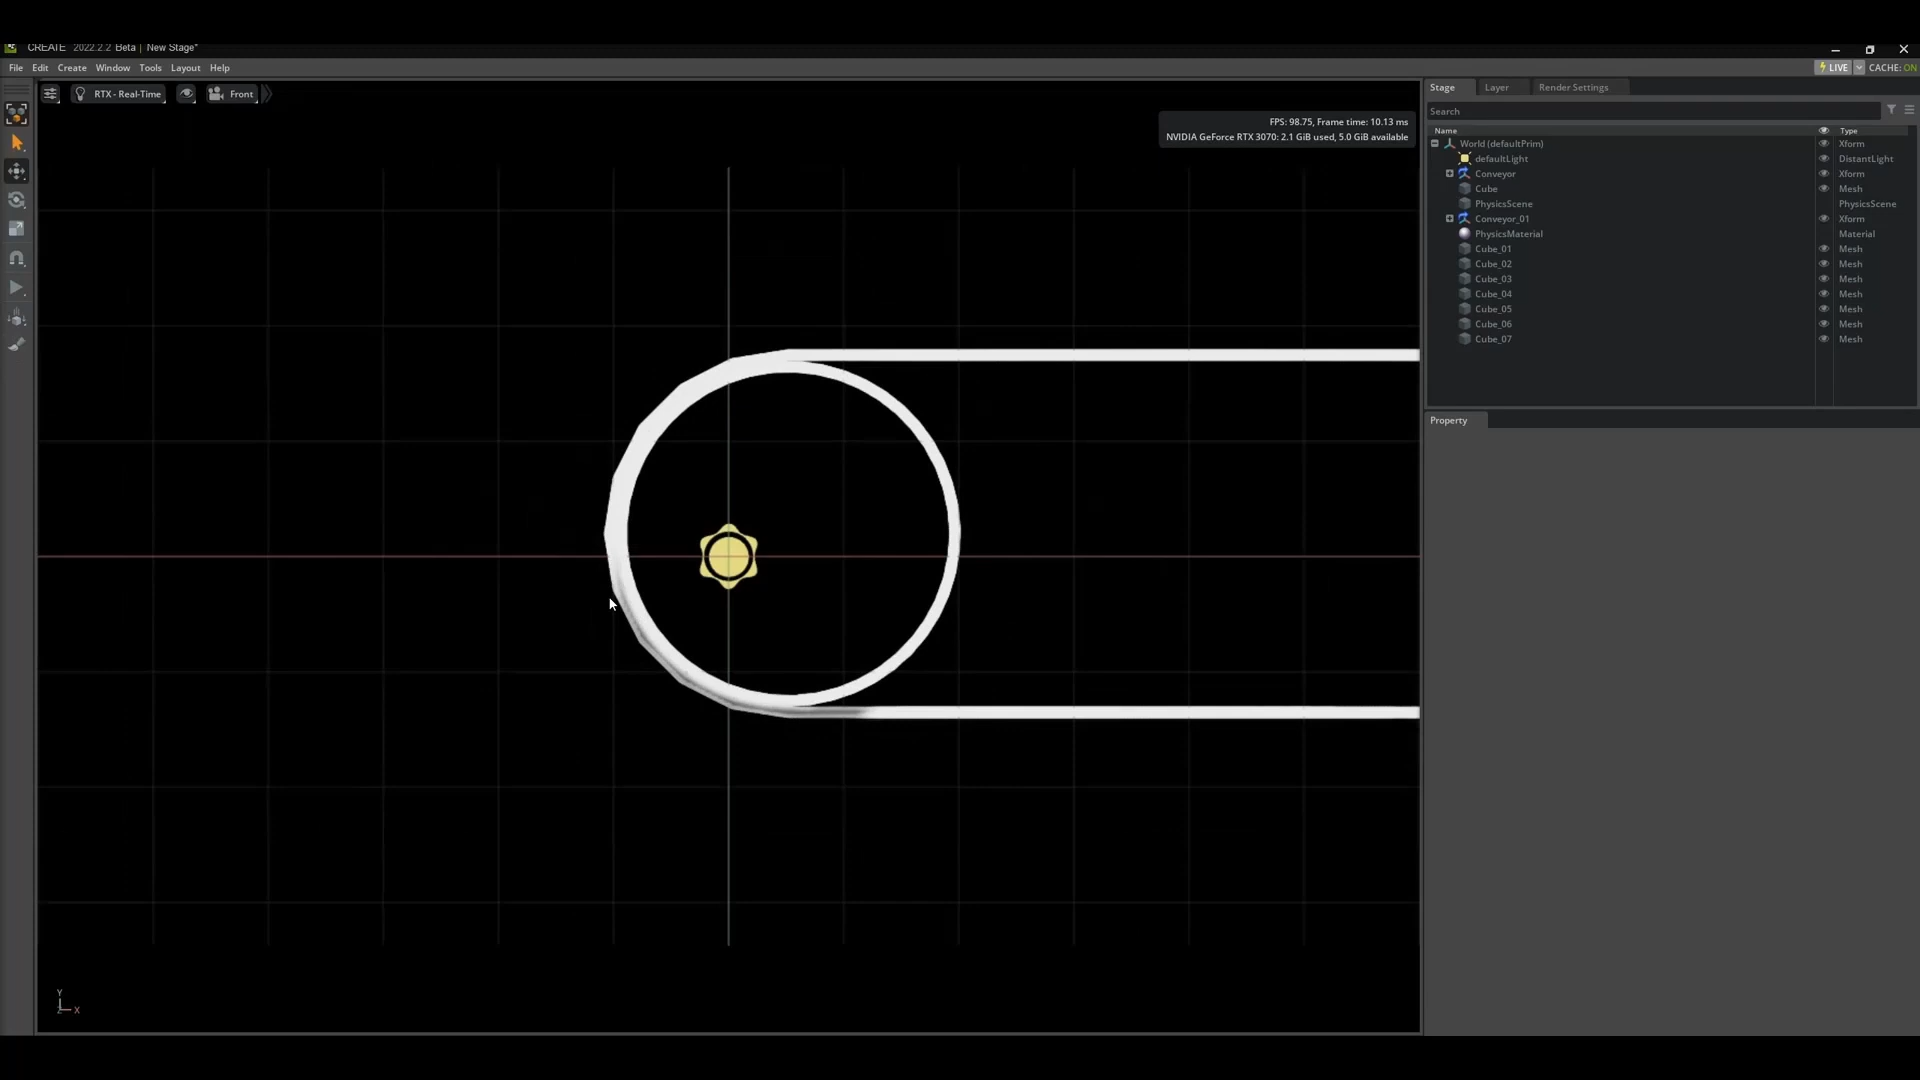 CREATE 2022.2.2 Beta | New Stage*
File Edit Create Window Tools Layout Help
LIVE CACHE: ON
RTX - Real-Time Front
FPS: 98.75, Frame time: 10.13 ms
NVIDIA GeForce RTX 3070: 2.1 GiB used, 5.0 GiB available
Y
Z X
Stage Layer Render Settings
Search
Name Type
World (defaultPrim) Xform
defaultLight DistantLight
Conveyor Xform
Cube Mesh
PhysicsScene PhysicsScene
Conveyor_01 Xform
PhysicsMaterial Material
Cube_01 Mesh
Cube_02 Mesh
Cube_03 Mesh
Cube_04 Mesh
Cube_05 Mesh
Cube_06 Mesh
Cube_07 Mesh
Property